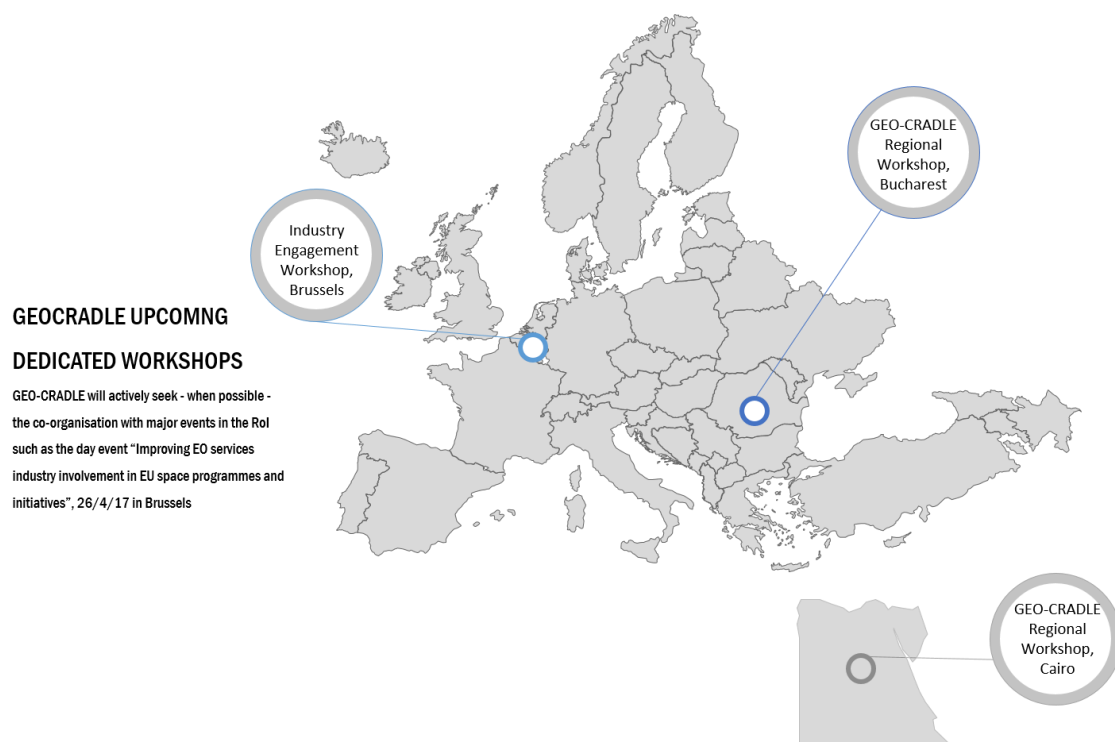 GEO-CRADLE
Regional
Workshop,
Bucharest
Industry
Engagement
Workshop,
Brussels
GEOCRADLE UPCOMNG
DEDICATED WORKSHOPS
GEO-CRADLE will actively seek - when possible -
the co-organisation with major events in the RoI
such as the day event “Improving EO services
industry involvement in EU space programmes and
initiatives”, 26/4/17 in Brussels
GEO-CRADLE
Regional
Workshop,
Cairo